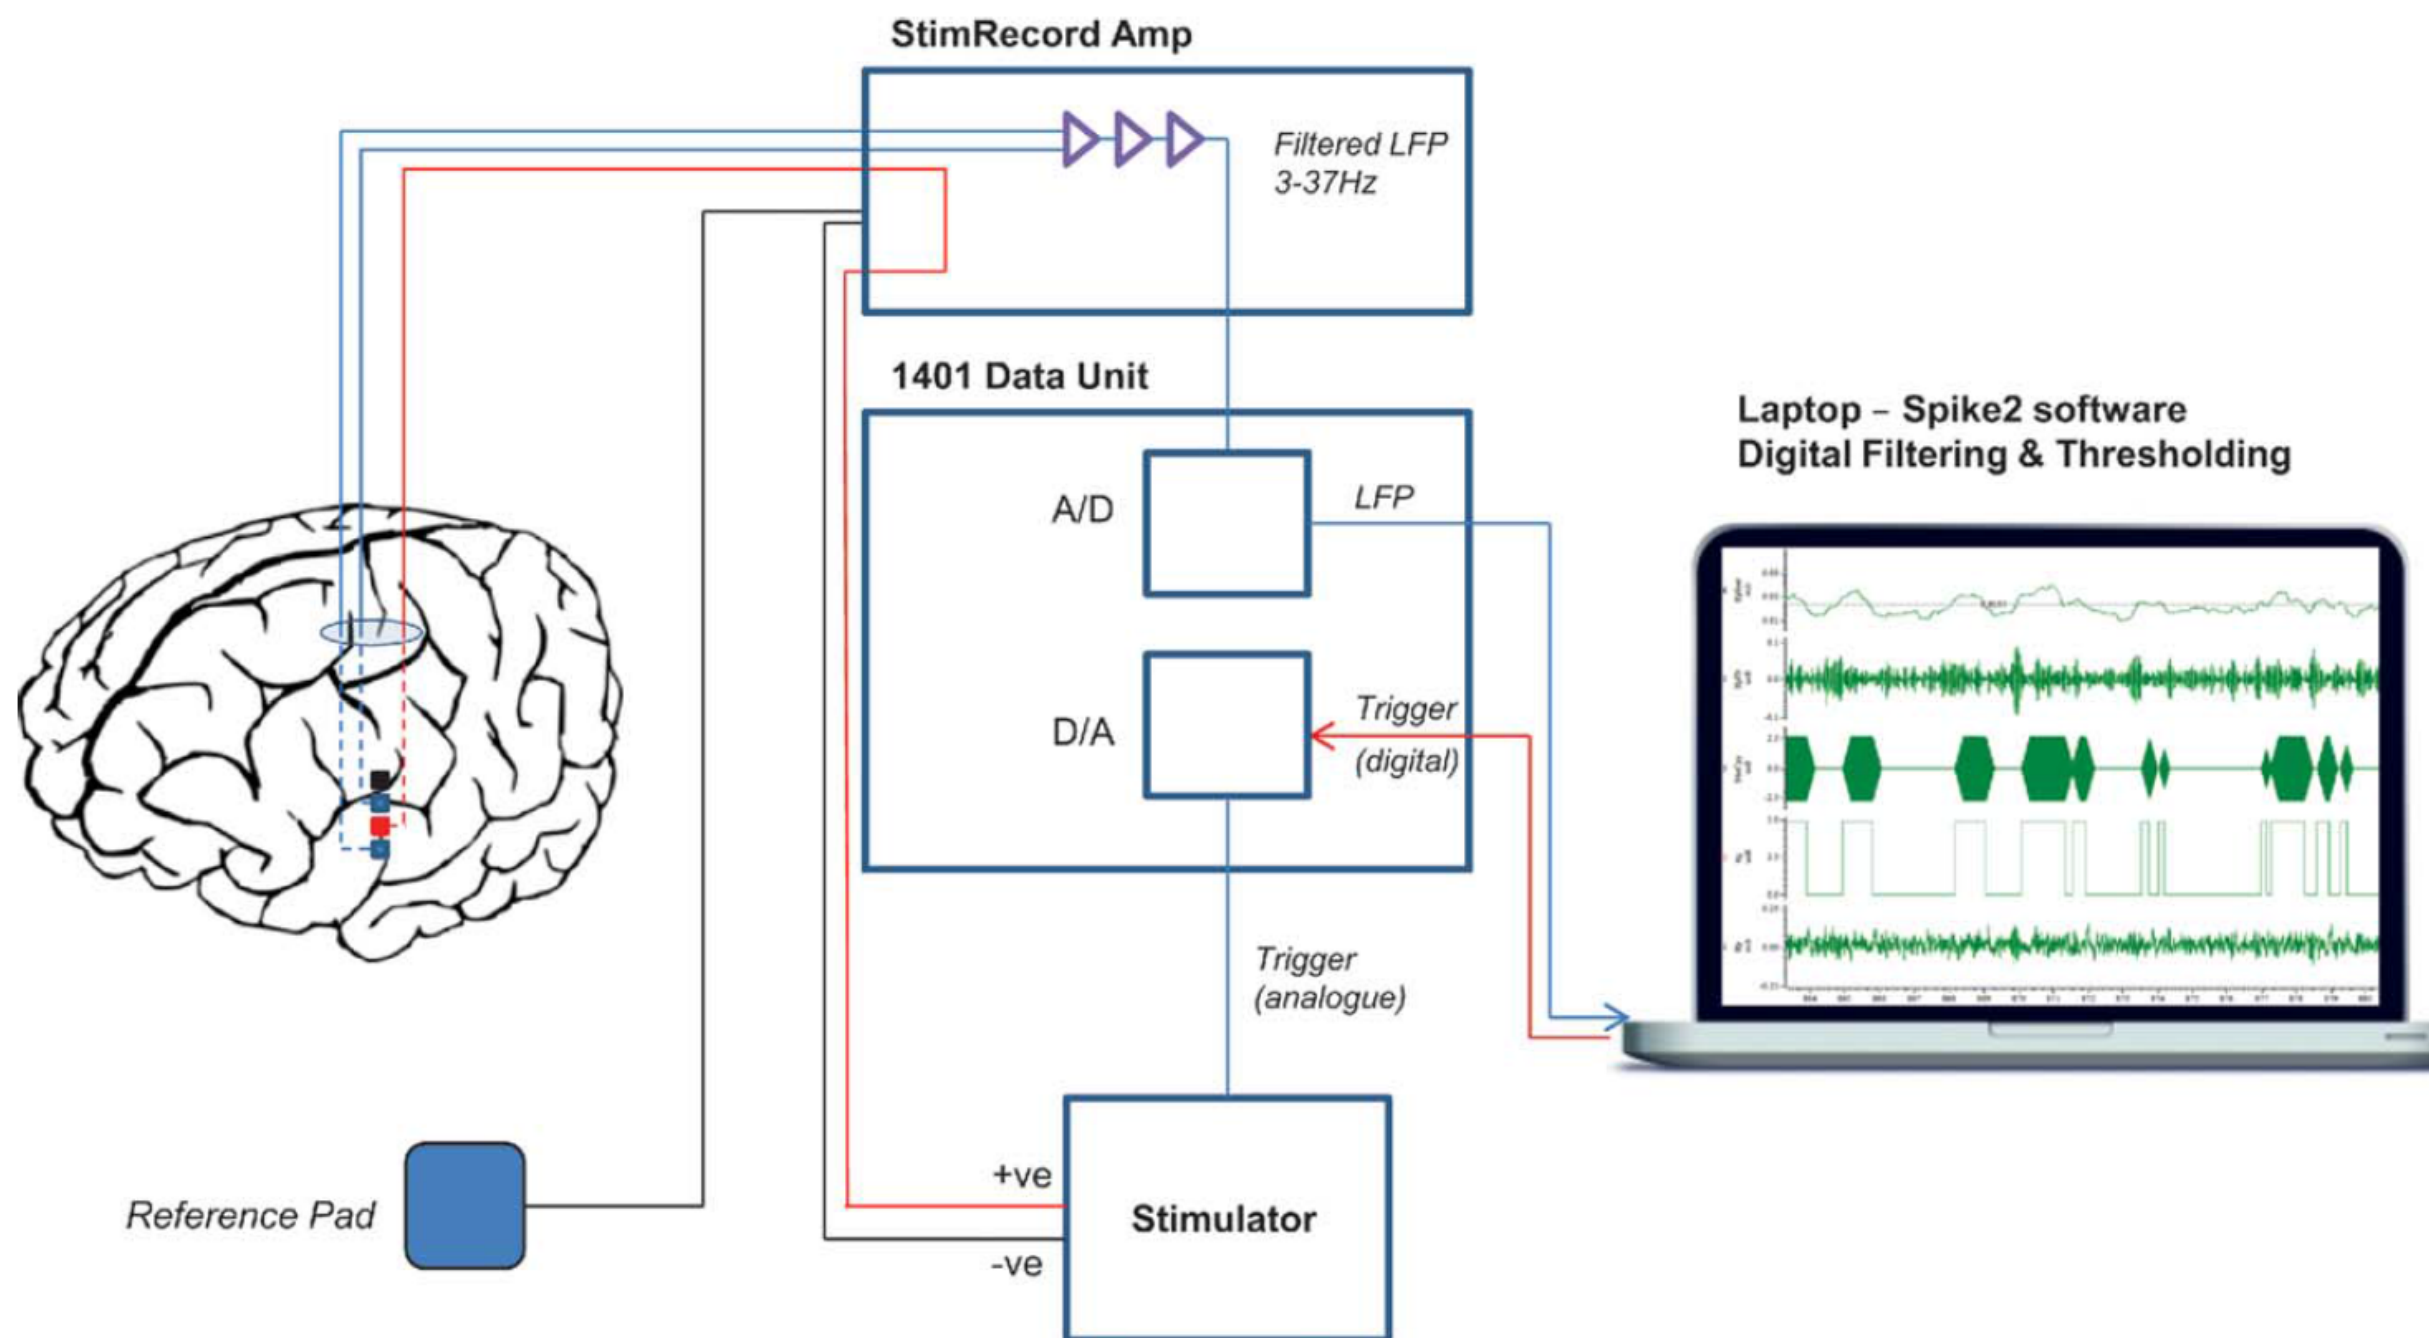 StimRecord Amp
Filtered LFP
3-37Hz
1401 Data Unit
A/D
LFP
Laptop – Spike2 software
Digital Filtering & Thresholding
D/A
Trigger
(digital)
Trigger
(analogue)
+ve
Stimulator
-ve
Reference Pad